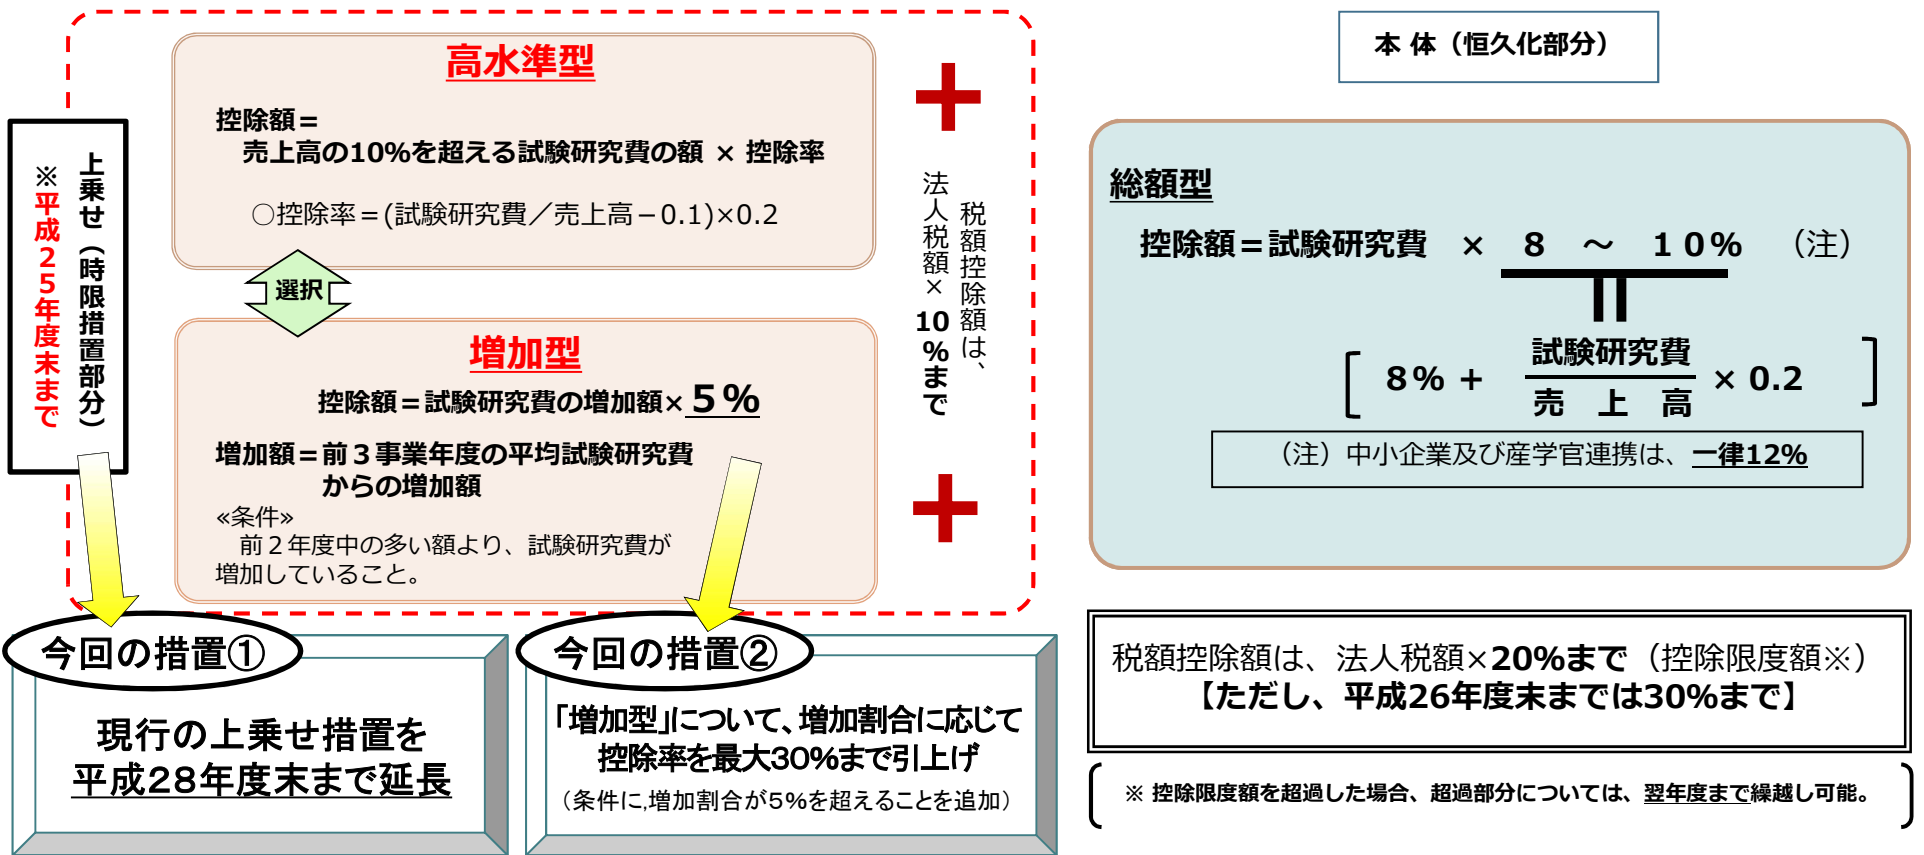 上乗せ（時限措置部分）
※平成２５年度末まで
高水準型
控除額＝
売上高の10%を超える試験研究費の額 × 控除率
○控除率＝(試験研究費／売上高－0.1)×0.2
選択
増加型
控除額＝試験研究費の増加額×５％
増加額＝前３事業年度の平均試験研究費
からの増加額
≪条件≫
前２年度中の多い額より、試験研究費が
増加していること。
＋
税額控除額は、
法人税額×10%まで
＋
本 体（恒久化部分）
総額型
控除額＝試験研究費 × ８ ～ １０％ （注）
||
[ 8％＋ 試験研究費
売 上 高 × 0.2 ]
（注）中小企業及び産学官連携は、一律12%
今回の措置①
現行の上乗せ措置を
平成２８年度末まで延長
今回の措置②
「増加型」について、増加割合に応じて
控除率を最大30％まで引上げ
（条件に,増加割合が５％を超えることを追加）
税額控除額は、法人税額×20%まで（控除限度額※）
【ただし、平成26年度末までは30%まで】
※ 控除限度額を超過した場合、超過部分については、翌年度まで繰越し可能。